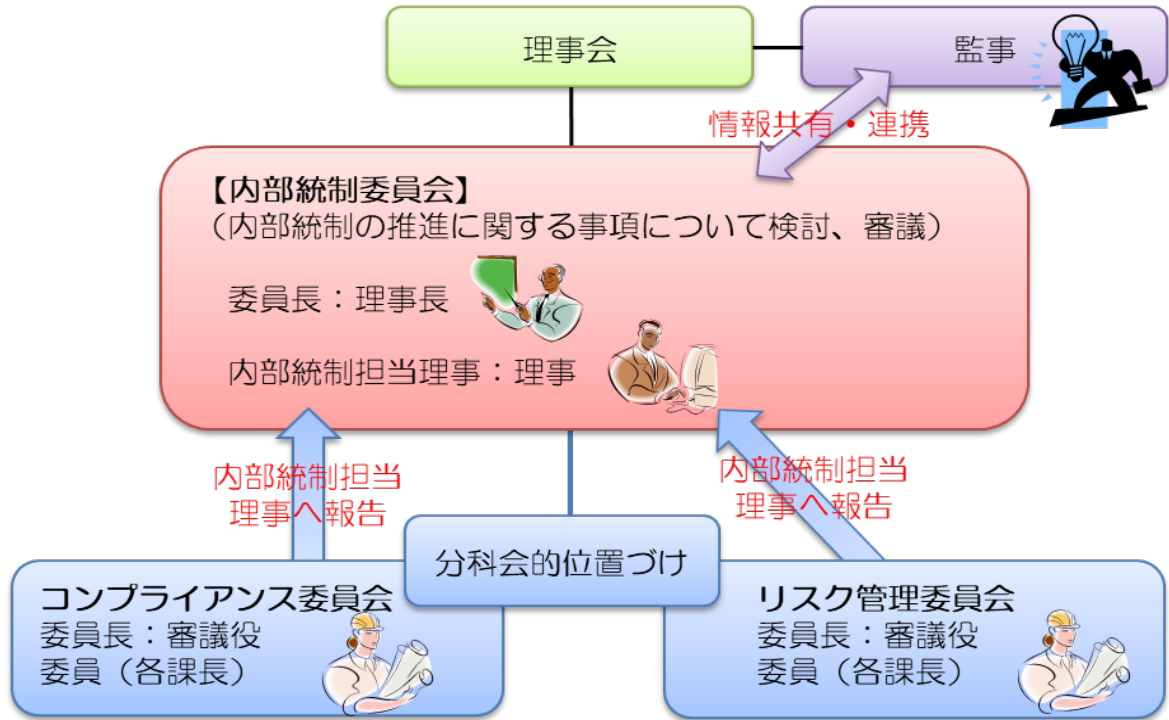 理事会
監事
情報共有・連携
【内部統制委員会】
（内部統制の推進に関する事項について検討、審議）
委員長：理事長
内部統制担当理事：理事
内部統制担当
理事へ報告
内部統制担当
理事へ報告
分科会的位置づけ
コンプライアンス委員会
委員長：審議役
委員（各課長）
リスク管理委員会
委員長：審議役
委員（各課長）